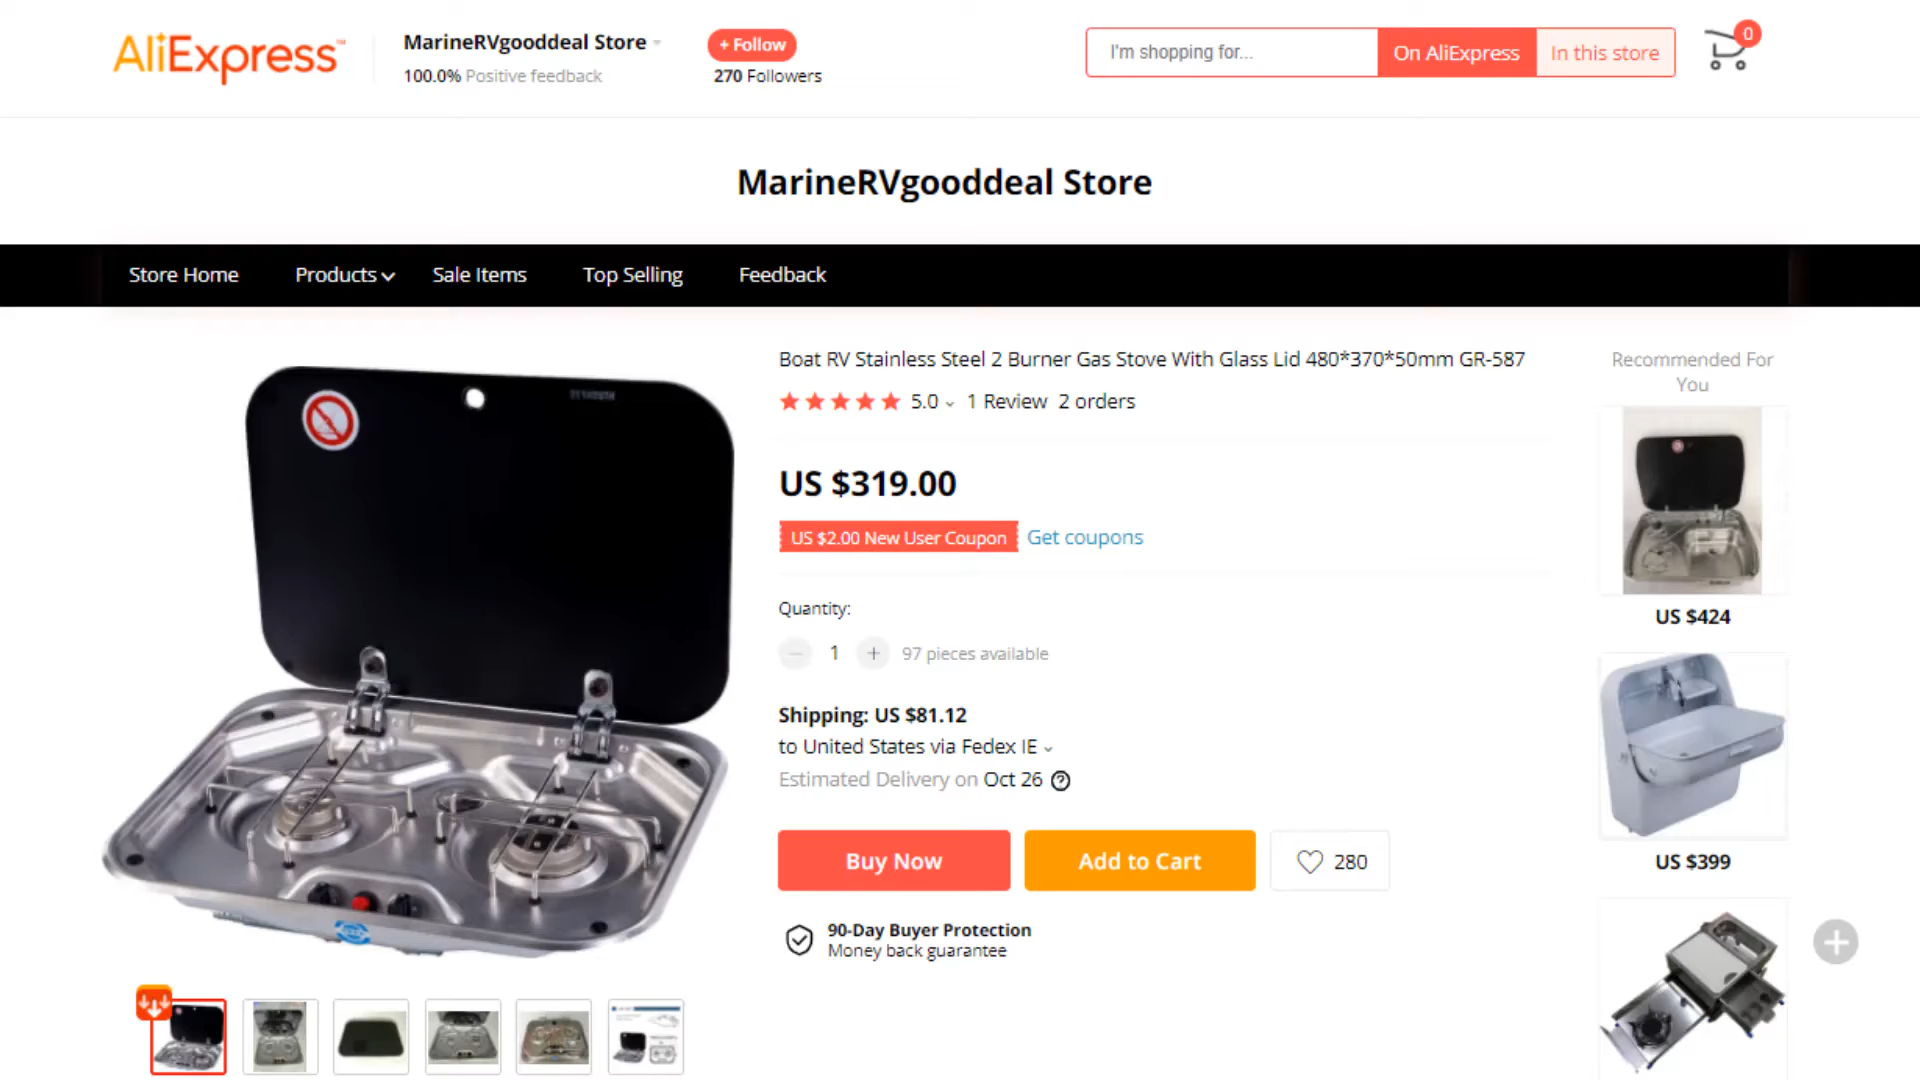 AliExpress™
MarineRVgooddeal Store
100.0% Positive feedback
+ Follow
270 Followers
I'm shopping for...
On AliExpress
In this store
0
MarineRVgooddeal Store
Store Home
Products
Sale Items
Top Selling
Feedback
Boat RV Stainless Steel 2 Burner Gas Stove With Glass Lid 480*370*50mm GR-587
5.0
1 Review
2 orders
US $319.00
US $2.00 New User Coupon
Get coupons
Quantity:
1
97 pieces available
Shipping: US $81.12
to United States via Fedex IE
Estimated Delivery on Oct 26
Buy Now
Add to Cart
280
90-Day Buyer Protection
Money back guarantee
Recommended For
You
US $424
US $399